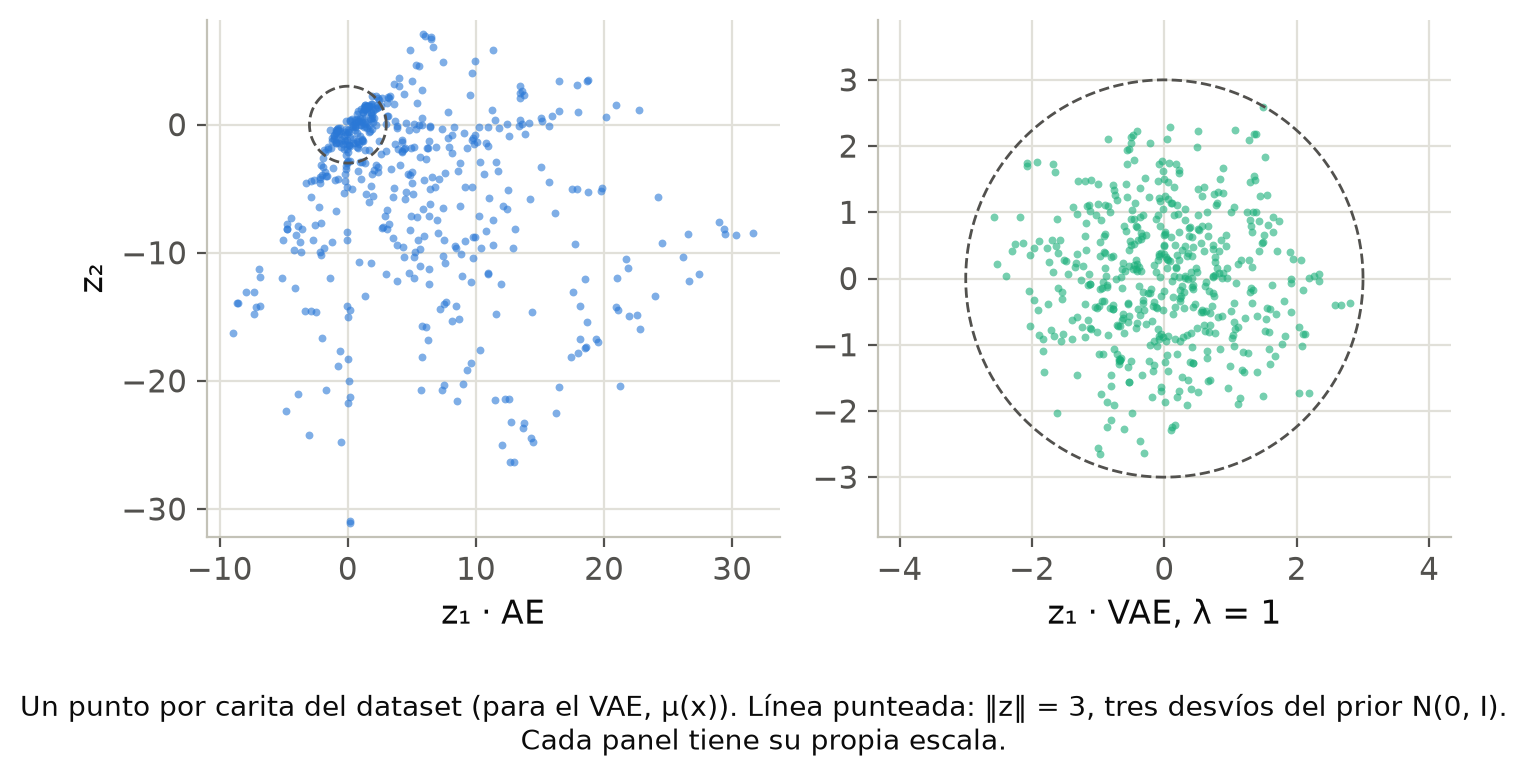 0
−10
−20
−30
z₂
−10 0 10 20 30
z₁ · AE
3
2
1
0
−1
−2
−3
−4 −2 0 2 4
z₁ · VAE, λ = 1
Un punto por carita del dataset (para el VAE, μ(x)). Línea punteada: ‖z‖ = 3, tres desvíos del prior N(0, I).
Cada panel tiene su propia escala.